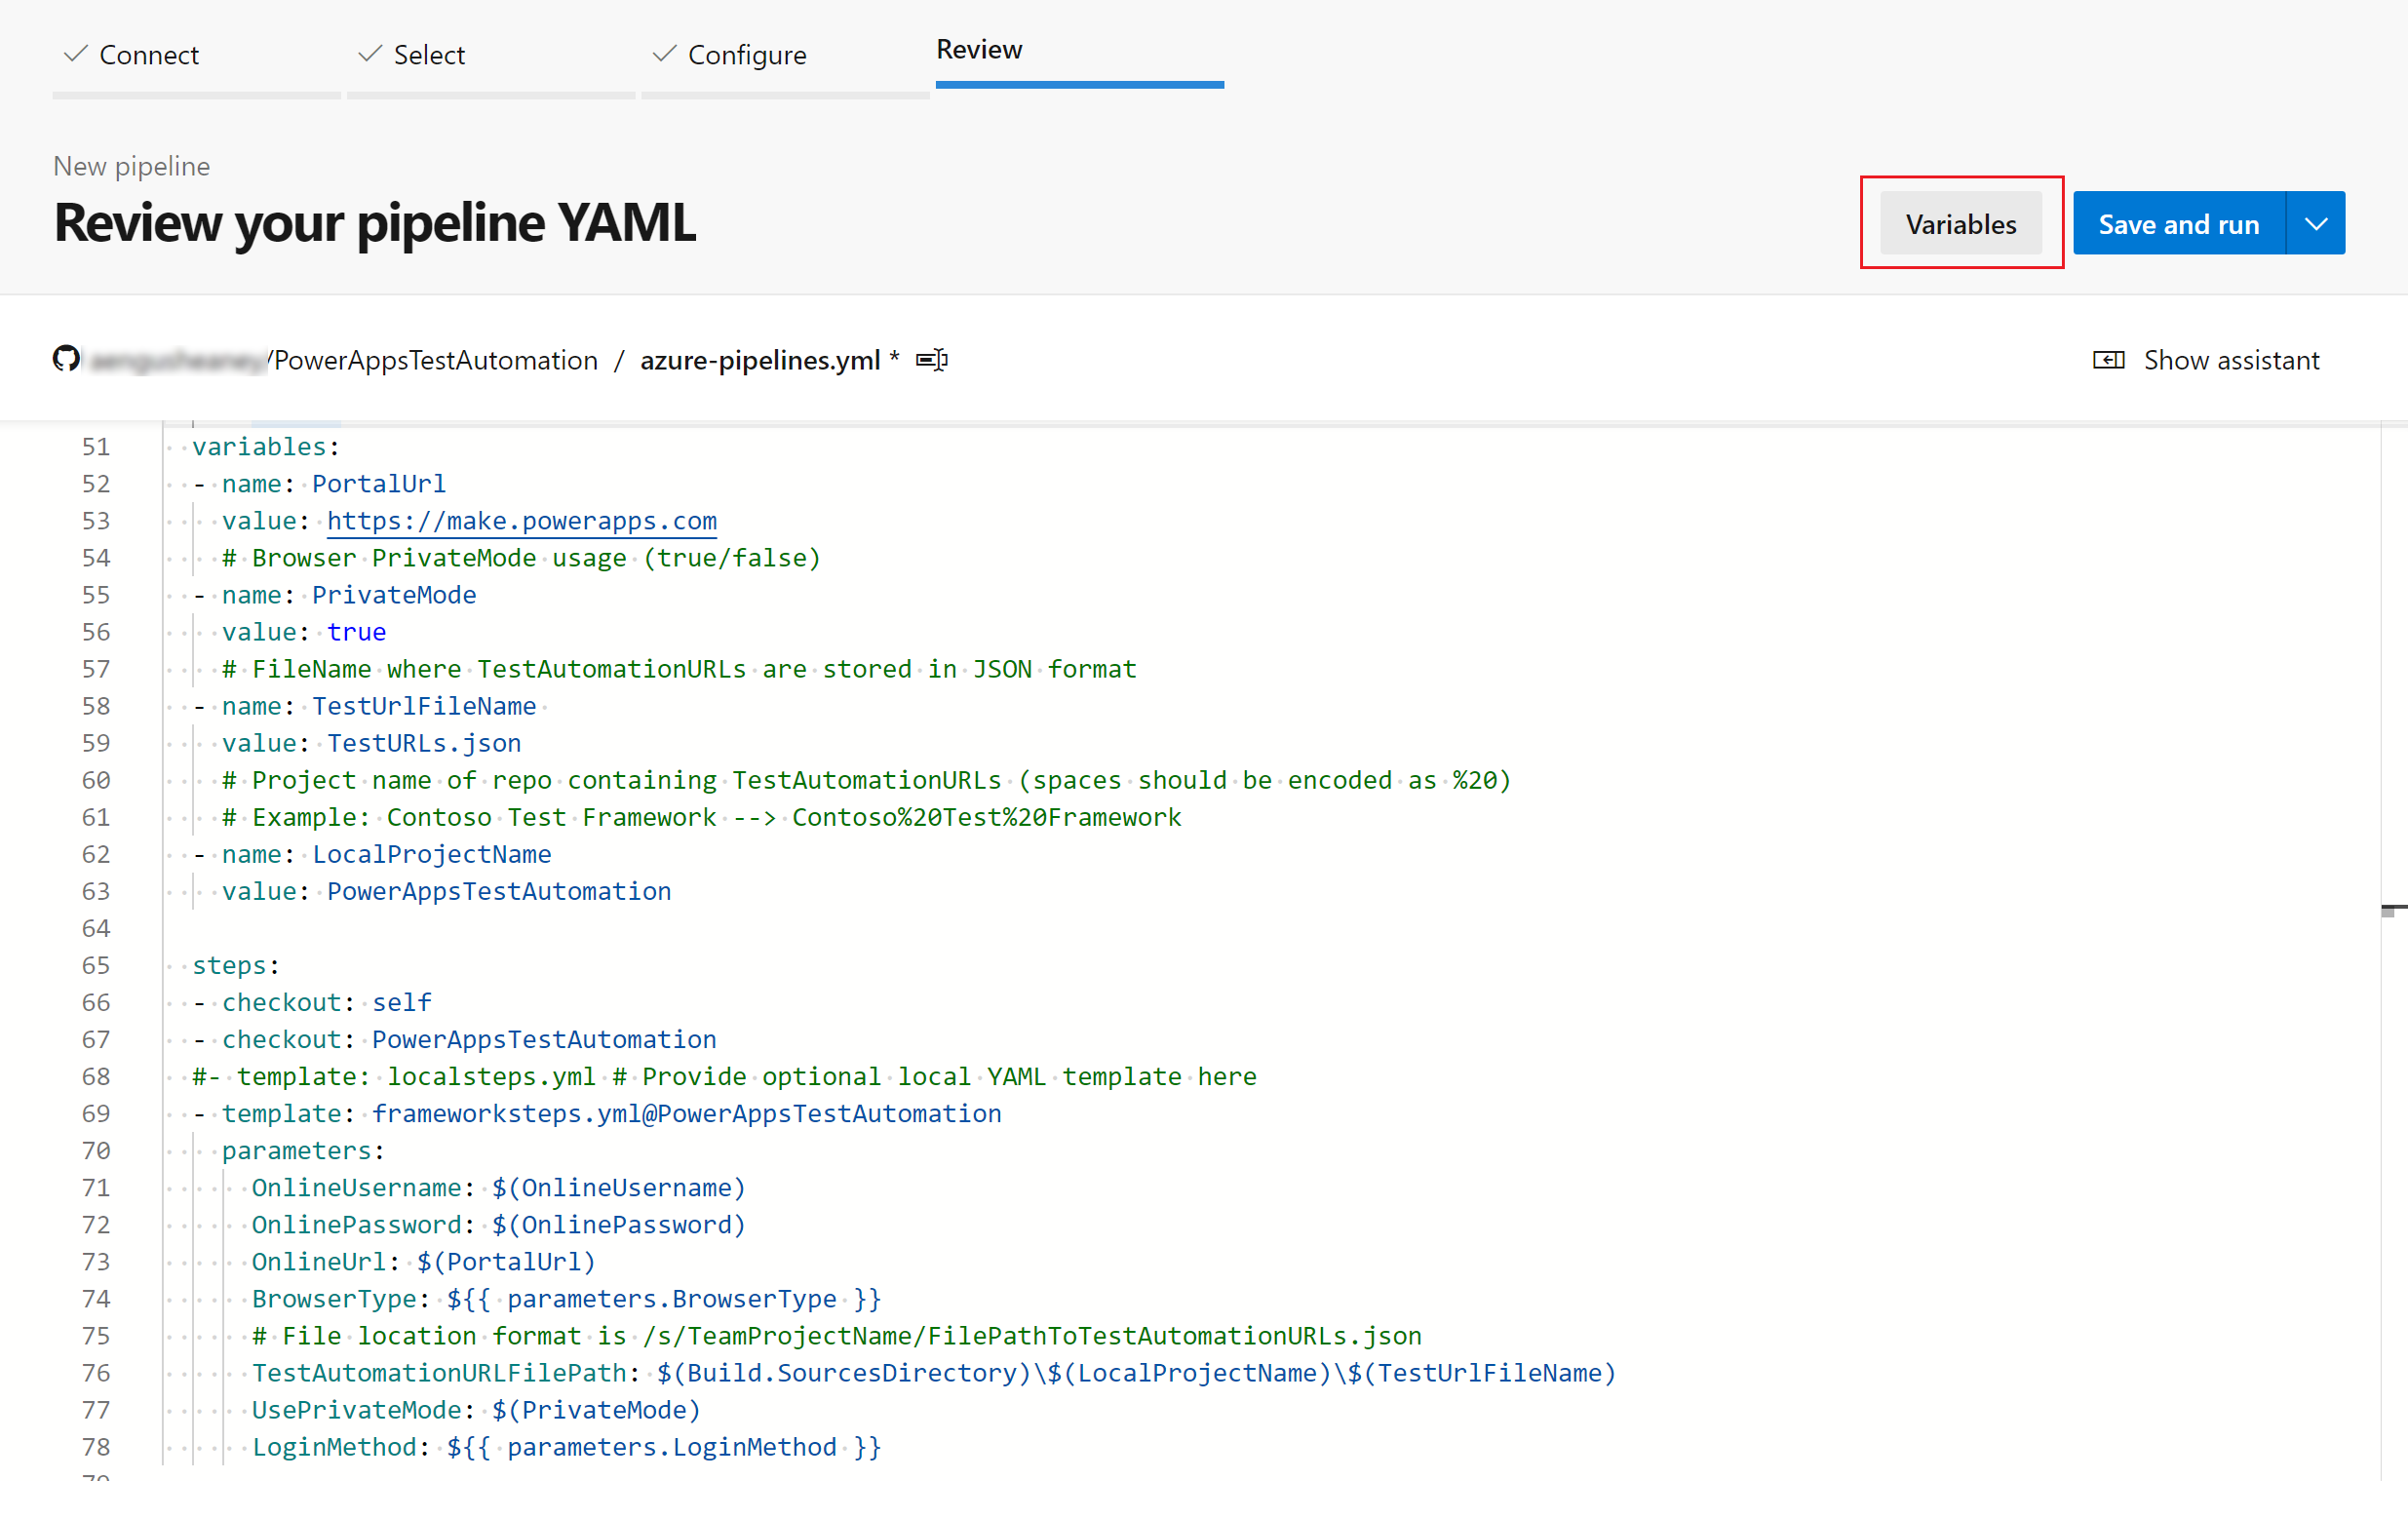 Connect
Select
Configure
Review
New pipeline
Review your pipeline YAML
Variables
Save and run
/PowerAppsTestAutomation / azure-pipelines.yml *
Show assistant
51 variables:
52 - name: PortalUrl
53 value: https://make.powerapps.com
54 # Browser PrivateMode usage (true/false)
55 - name: PrivateMode
56 value: true
57 # FileName where TestAutomationURLs are stored in JSON format
58 - name: TestUrlFileName
59 value: TestURLs.json
60 # Project name of repo containing TestAutomationURLs (spaces should be encoded as %20)
61 # Example: Contoso Test Framework --> Contoso%20Test%20Framework
62 - name: LocalProjectName
63 value: PowerAppsTestAutomation
64
65 steps:
66 - checkout: self
67 - checkout: PowerAppsTestAutomation
68 #- template: localsteps.yml # Provide optional local YAML template here
69 - template: frameworksteps.yml@PowerAppsTestAutomation
70 parameters:
71 OnlineUsername: $(OnlineUsername)
72 OnlinePassword: $(OnlinePassword)
73 OnlineUrl: $(PortalUrl)
74 BrowserType: ${{ parameters.BrowserType }}
75 # File location format is /s/TeamProjectName/FilePathToTestAutomationURLs.json
76 TestAutomationURLFilePath: $(Build.SourcesDirectory)\$(LocalProjectName)\$(TestUrlFileName)
77 UsePrivateMode: $(PrivateMode)
78 LoginMethod: ${{ parameters.LoginMethod }}